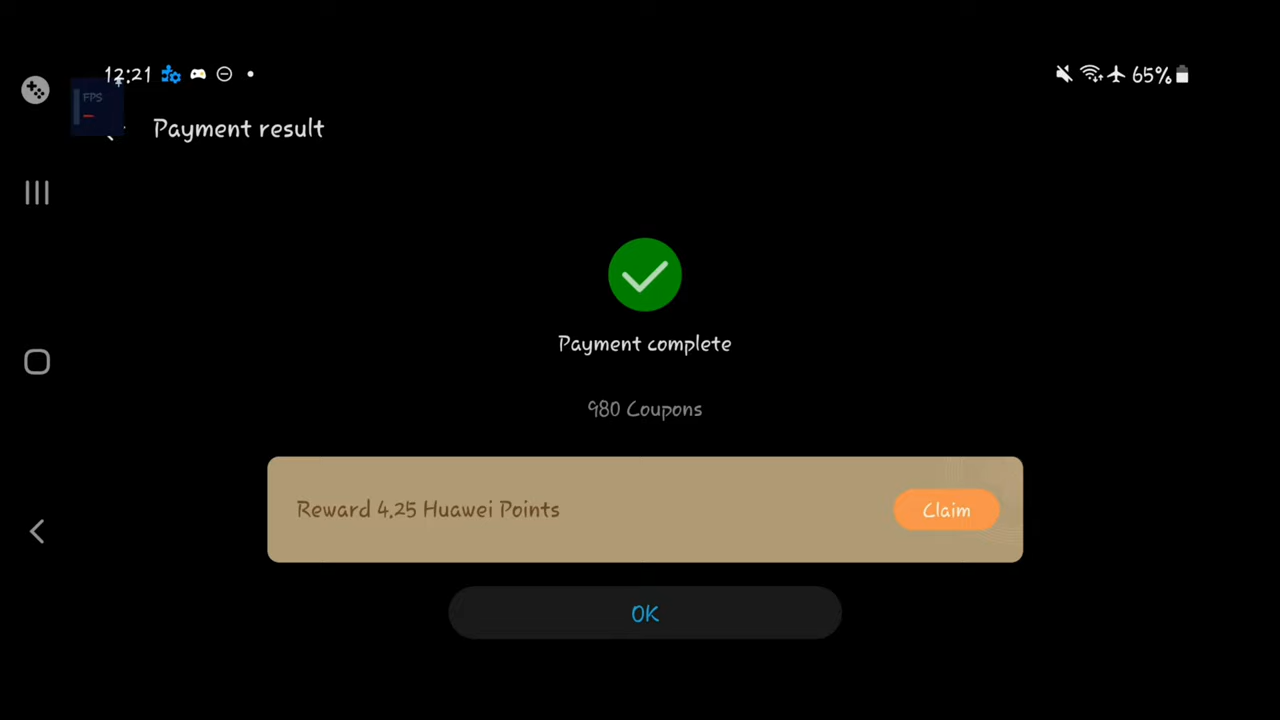 12:21
65%
FPS
Payment result
Payment complete
980 Coupons
Reward 4.25 Huawei Points
Claim
OK